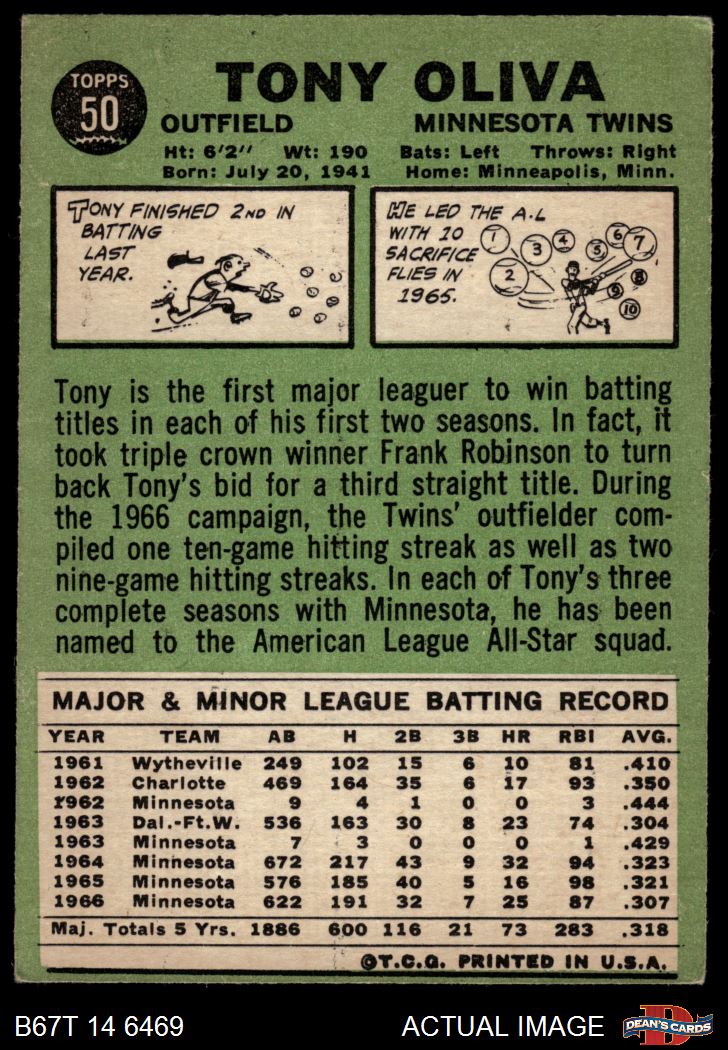 TOPPS
50
TONY OLIVA
OUTFIELD MINNESOTA TWINS
Ht: 6'2" Wt: 190 Bats: Left Throws: Right
Born: July 20, 1941 Home: Minneapolis, Minn.
TONY FINISHED 2ND IN
BATTING
LAST
YEAR.
HE LED THE A.L
WITH 10
SACRIFICE
FLIES IN
1965.
1
2
3
4
5
6
7
8
9
10
Tony is the first major leaguer to win batting
titles in each of his first two seasons. In fact, it
took triple crown winner Frank Robinson to turn
back Tony's bid for a third straight title. During
the 1966 campaign, the Twins' outfielder com-
piled one ten-game hitting streak as well as two
nine-game hitting streaks. In each of Tony's three
complete seasons with Minnesota, he has been
named to the American League All-Star squad.
MAJOR & MINOR LEAGUE BATTING RECORD
YEAR TEAM AB H 2B 3B HR RBI AVG.
1961 Wytheville 249 102 15 6 10 81 .410
1962 Charlotte 469 164 35 6 17 93 .350
1962 Minnesota 9 4 1 0 0 3 .444
1963 Dal.-Ft.W. 536 163 30 8 23 74 .304
1963 Minnesota 7 3 0 0 0 1 .429
1964 Minnesota 672 217 43 9 32 94 .323
1965 Minnesota 576 185 40 5 16 98 .321
1966 Minnesota 622 191 32 7 25 87 .307
Maj. Totals 5 Yrs. 1886 600 116 21 73 283 .318
©T.C.G. PRINTED IN U.S.A.
B67T 14 6469 ACTUAL IMAGE
D
DEAN'S CARDS